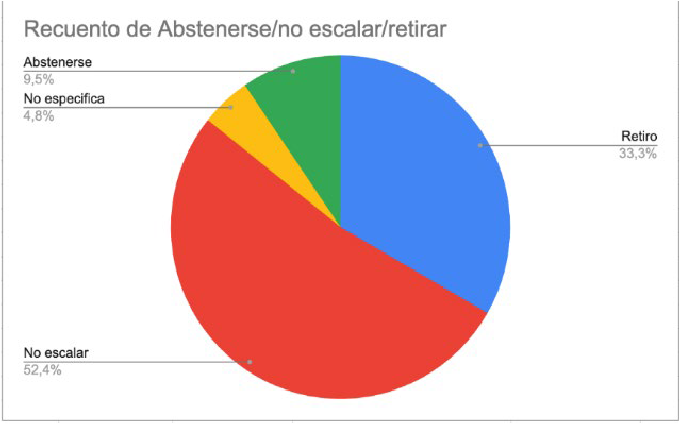 Recuento de Abstenerse/no escalar/retirar
Abstenerse
9,5%
No especifica
4,8%
Retiro
33,3%
No escalar
52,4%